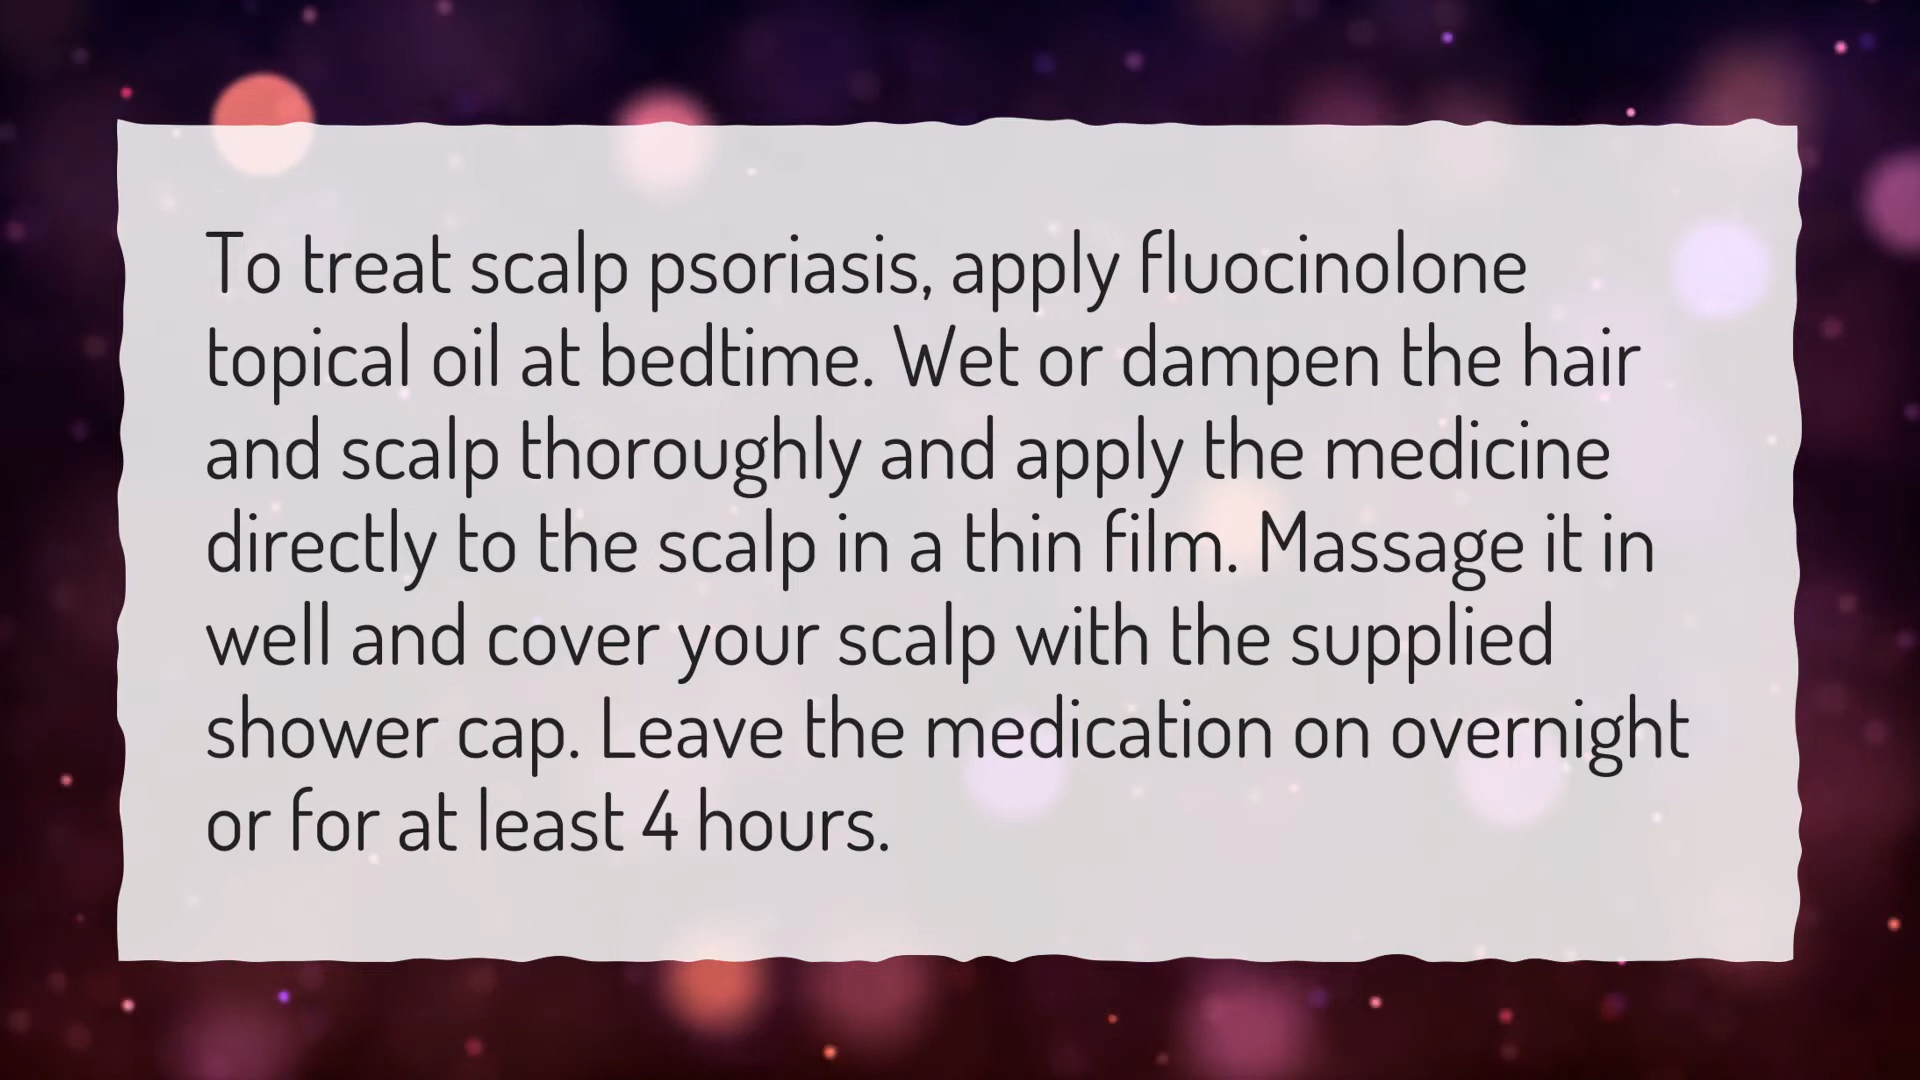 To treat scalp psoriasis, apply fluocinolone
topical oil at bedtime. Wet or dampen the hair
and scalp thoroughly and apply the medicine
directly to the scalp in a thin film. Massage it in
well and cover your scalp with the supplied
shower cap. Leave the medication on overnight
or for at least 4 hours.